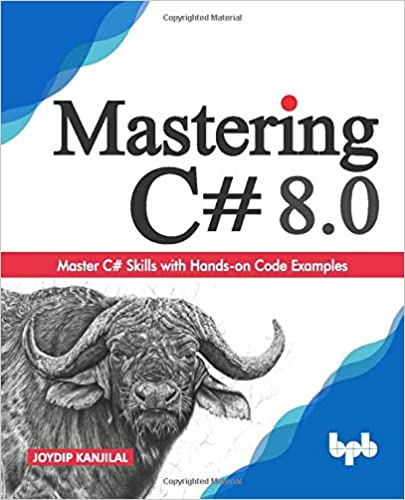 Copyrighted Material
Mastering
C# 8.0
Master C# Skills with Hands-on Code Examples
JOYDIP KANJILAL
bpb
Copyrighted Material